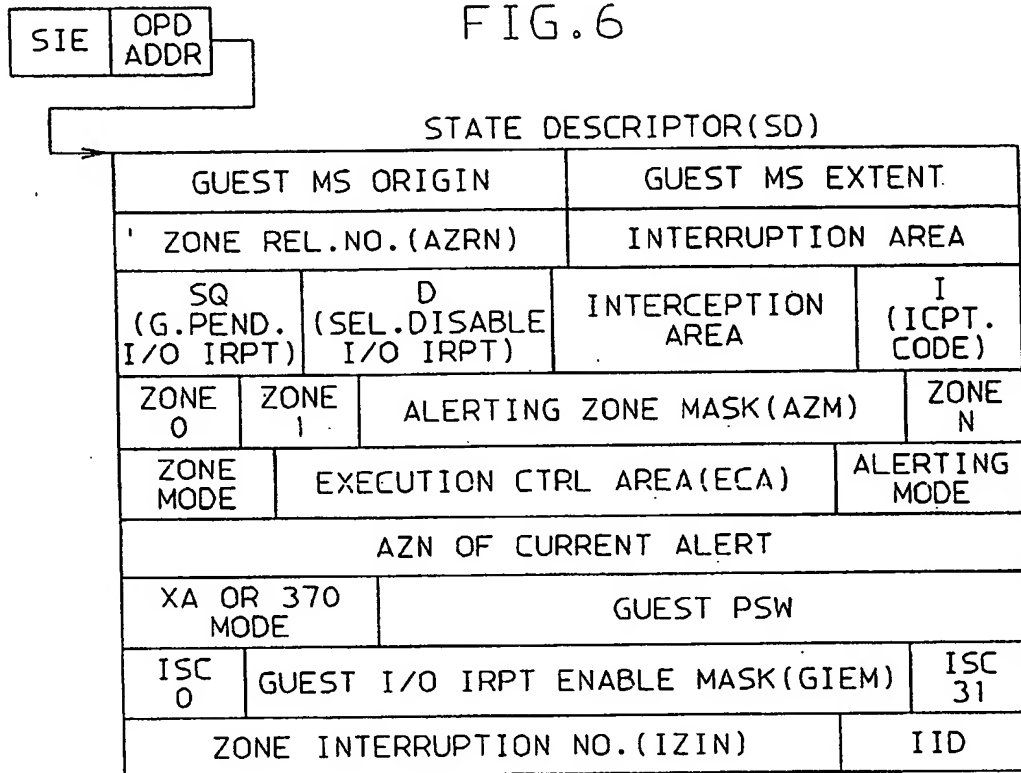 FIG.6
SIE
OPD
ADDR
STATE DESCRIPTOR(SD)
GUEST MS ORIGIN
GUEST MS EXTENT
ZONE REL.NO.(AZRN)
INTERRUPTION AREA
SQ
(G.PEND.
I/O IRPT)
D
(SEL.DISABLE
I/O IRPT)
INTERCEPTION
AREA
I
(ICPT.
CODE)
ZONE
0
ZONE
1
ALERTING ZONE MASK(AZM)
ZONE
N
ZONE
MODE
EXECUTION CTRL AREA(ECA)
ALERTING
MODE
AZN OF CURRENT ALERT
XA OR 370
MODE
GUEST PSW
ISC
0
GUEST I/O IRPT ENABLE MASK(GIEM)
ISC
31
ZONE INTERRUPTION NO.(IZIN)
IID